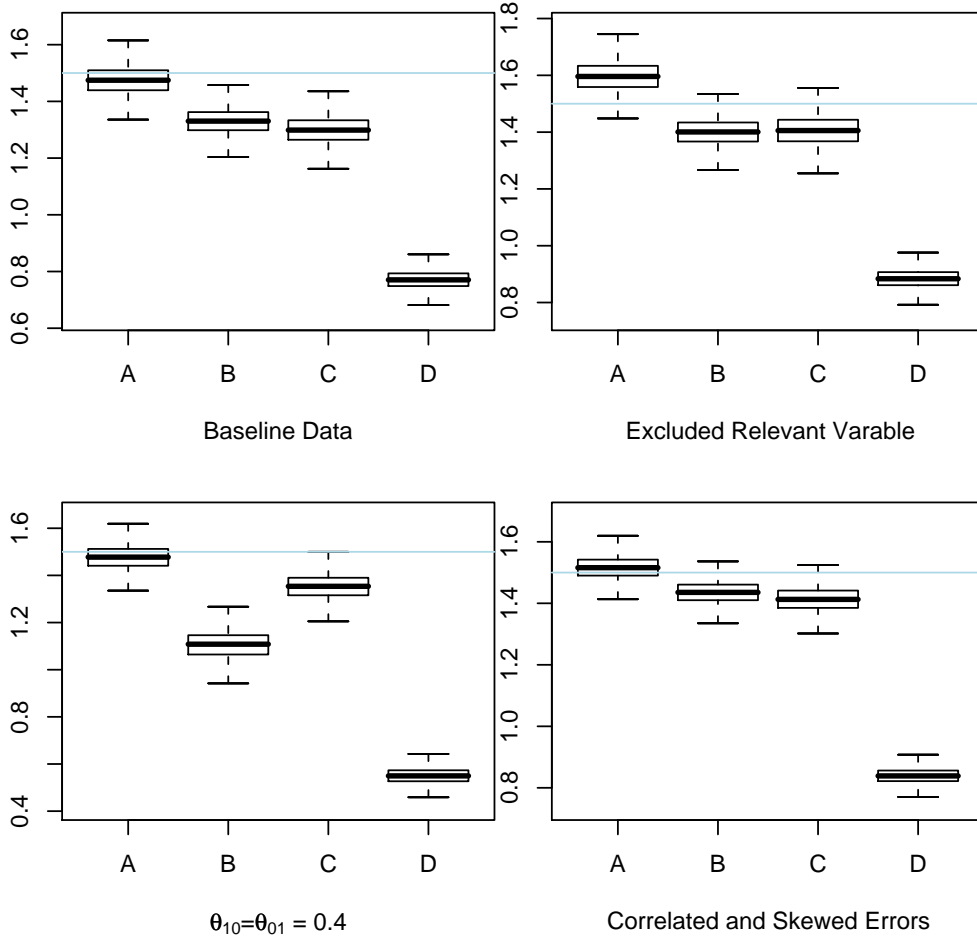 1.6
1.4
1.2
1.0
0.8
0.6
A B C D
Baseline Data
1.8
1.6
1.4
1.2
1.0
0.8
A B C D
Excluded Relevant Varable
1.6
1.2
0.8
0.4
A B C D
θ10=θ01 = 0.4
1.6
1.4
1.2
1.0
0.8
A B C D
Correlated and Skewed Errors